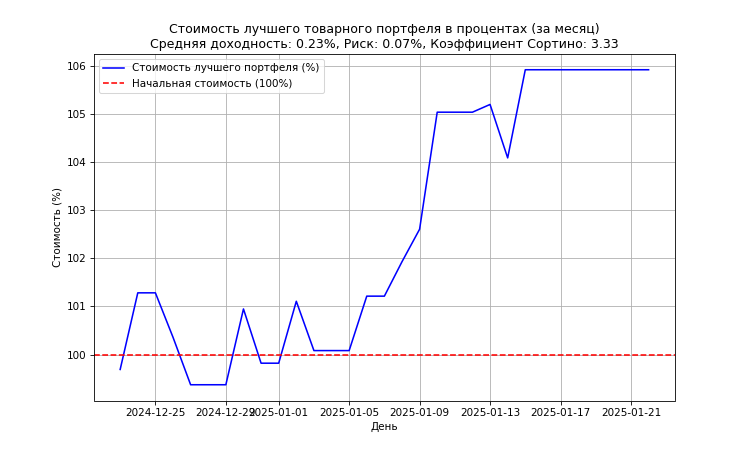 Стоимость лучшего товарного портфеля в процентах (за месяц)
Средняя доходность: 0.23%, Риск: 0.07%, Коэффициент Сортино: 3.33
Стоимость лучшего портфеля (%)
Начальная стоимость (100%)
Стоимость (%)
106
105
104
103
102
101
100
2024-12-25
2024-12-29
2025-01-01
2025-01-05
2025-01-09
2025-01-13
2025-01-17
2025-01-21
День